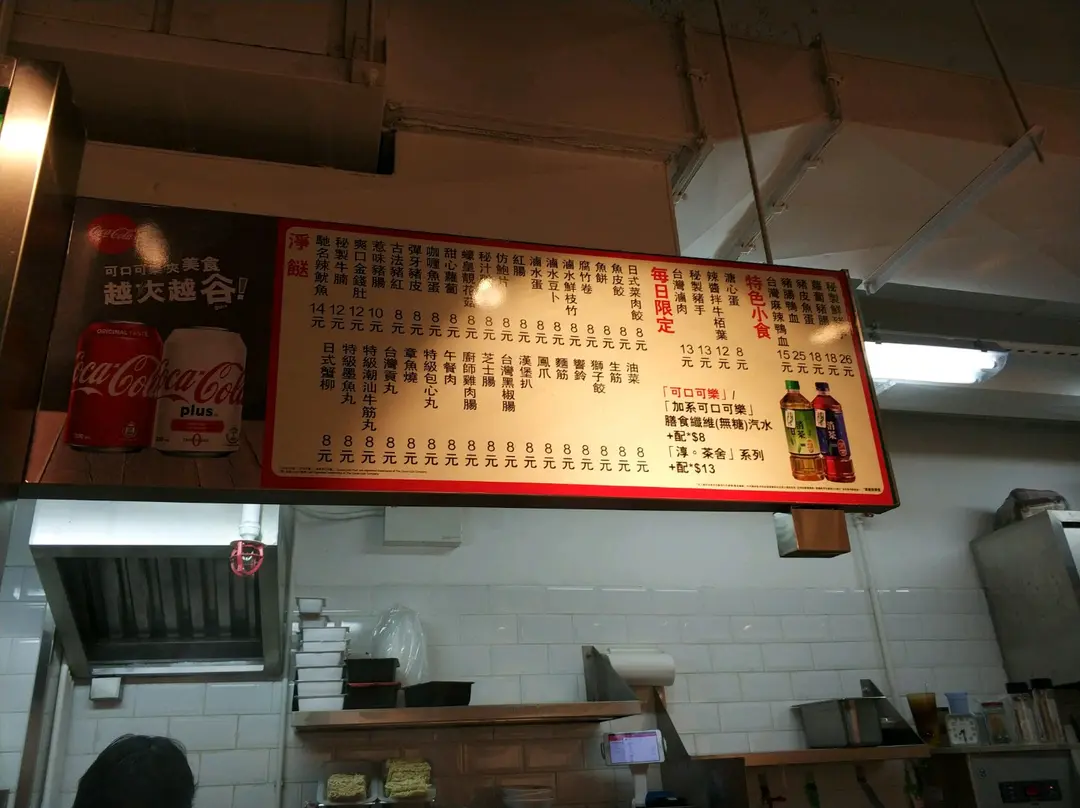 Coca-Cola
可口可樂 炎美食
越炎越谷!
ORIGINAL TASTE
Coca-Cola
Coca-Cola
plus
淨餸
馳名辣魷魚 14元
秘製牛腩 12元
爽口金錢肚 12元
惹味豬腸 10元
古法豬紅 8元
彈牙豬皮 8元
咖喱魚蛋 8元
甜心蘿蔔 8元
蠔皇靚花菇 8元
秘汁 8元
仿鮑片 8元
紅腸 8元
滷水蛋 8元
滷水豆卜 8元
滷水鮮枝竹 8元
腐竹卷 8元
魚餅 8元
魚皮餃 8元
日式菜肉餃 8元
日式蟹柳 8元
特級墨魚丸 8元
特級潮汕牛筋丸 8元
台灣貢丸 8元
章魚燒 8元
特級包心丸 8元
午餐肉 8元
廚師雞肉腸 8元
芝士腸 8元
台灣黑椒腸 8元
漢堡扒 8元
鳳爪 8元
麵筋 8元
響鈴 8元
獅子餃 8元
生筋 8元
油菜 8元
每日限定
台灣滷肉 13元
秘製豬手 13元
辣醬拌牛栢葉 12元
溏心蛋 8元
特色小食
台灣麻辣鴨血 15元
豬腸鴨血 25元
豬皮魚蛋 18元
蘿蔔豬腸 18元
秘製鮮 26元
「可口可樂」/
「加系可口可樂」
膳食纖維(無糖)汽水
+配*$8
「淳。茶舍」系列
+配*$13